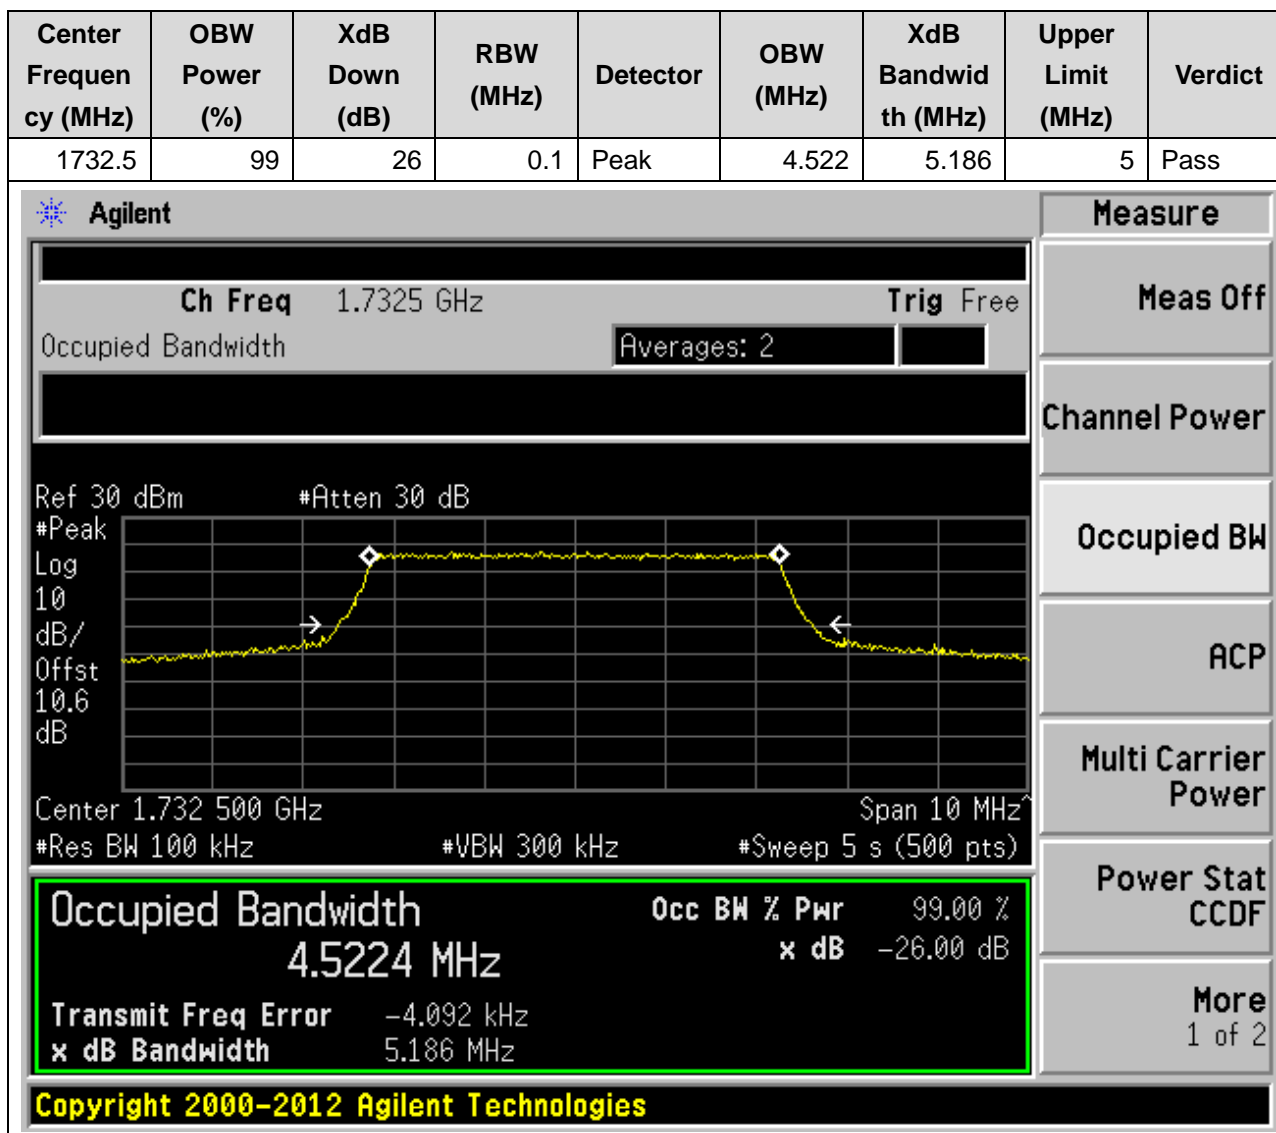 Center Frequen cy (MHz) OBW Power (%) XdB Down (dB) RBW (MHz) Detector OBW (MHz) XdB Bandwid th (MHz) Upper Limit (MHz) Verdict
1732.5 99 26 0.1 Peak 4.522 5.186 5 Pass
Agilent
Ch Freq 1.7325 GHz Trig Free
Occupied Bandwidth Averages: 2
Ref 30 dBm #Atten 30 dB
#Peak
Log
10
dB/
Offst
10.6
dB
Center 1.732 500 GHz Span 10 MHz^
#Res BW 100 kHz #VBW 300 kHz #Sweep 5 s (500 pts)
Occupied Bandwidth Occ BW % Pwr 99.00 %
4.5224 MHz x dB -26.00 dB
Transmit Freq Error -4.092 kHz
x dB Bandwidth 5.186 MHz
Copyright 2000-2012 Agilent Technologies
Measure
Meas Off
Channel Power
Occupied BW
ACP
Multi Carrier
Power
Power Stat
CCDF
More
1 of 2